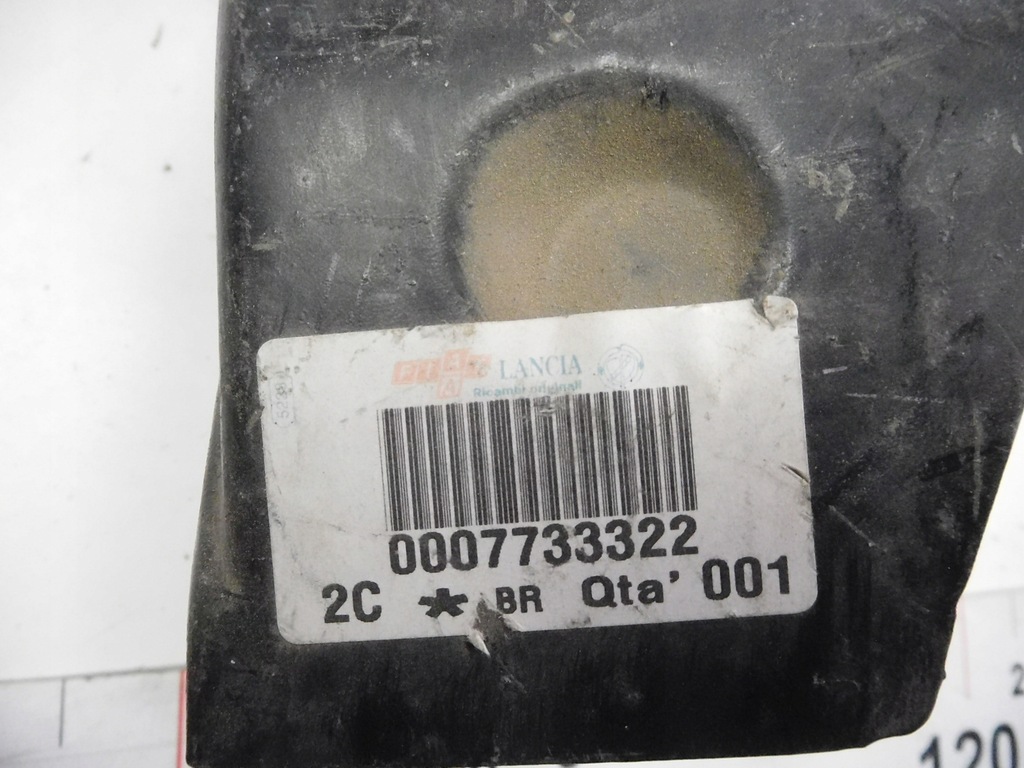 LANCIA
Ricambi originali
0007733322
2C * BR Qta' 001
120